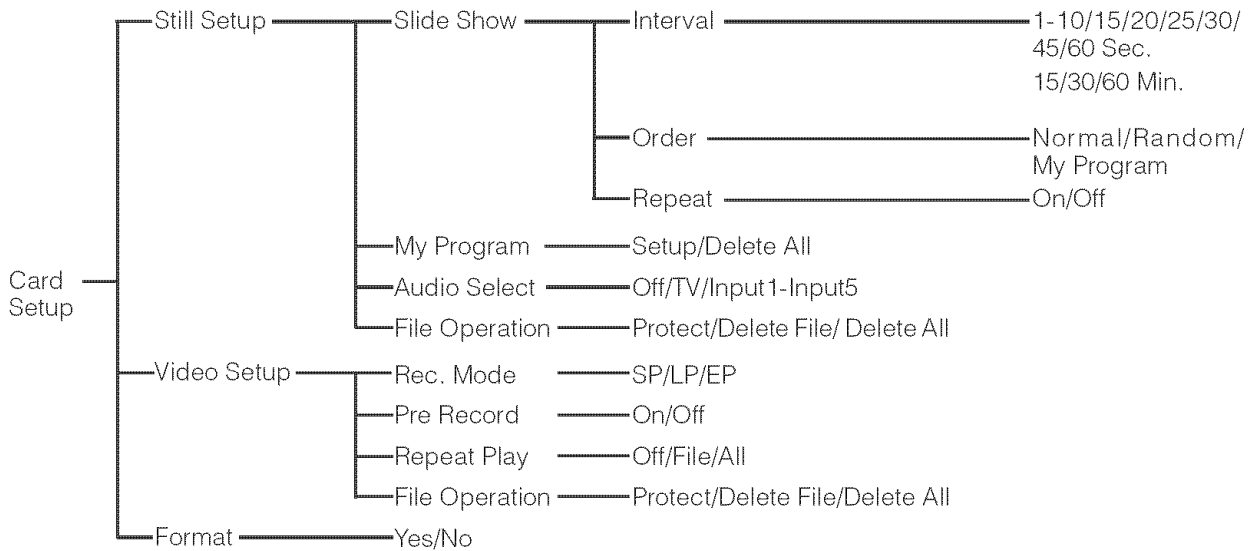 Still Setup Slide Show Interval 1-10/15/20/25/30/
45/60 Sec.
15/30/60 Min.
Order Normal/Random/
My Program
Repeat On/Off
My Program Setup/Delete All
Card
Setup
Audio Select Off/TV/Input1-Input5
File Operation Protect/Delete File/ Delete All
Video Setup Rec. Mode SP/LP/EP
Pre Record On/Off
Repeat Play Off/File/All
File Operation Protect/Delete File/Delete All
Format Yes/No